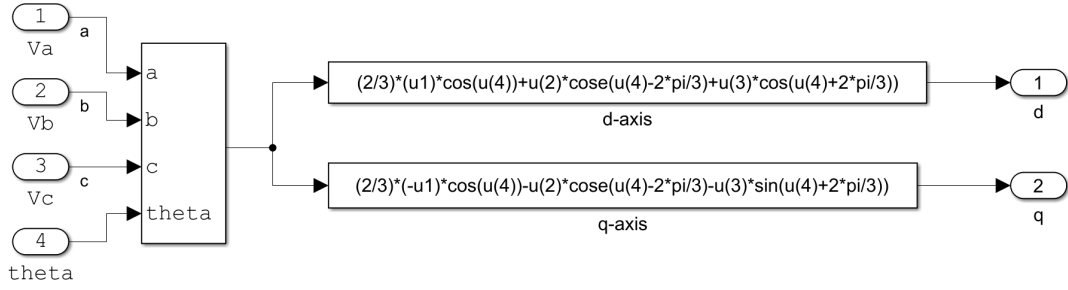 1
a
Va
a
2
b
Vb
b
3
c
Vc
c
4
theta
theta
(2/3)*(u1)*cos(u(4))+u(2)*cose(u(4)-2*pi/3)+u(3)*cos(u(4)+2*pi/3))
d-axis
1
d
(2/3)*(-u1)*cos(u(4))-u(2)*cose(u(4)-2*pi/3)-u(3)*sin(u(4)+2*pi/3))
q-axis
2
q